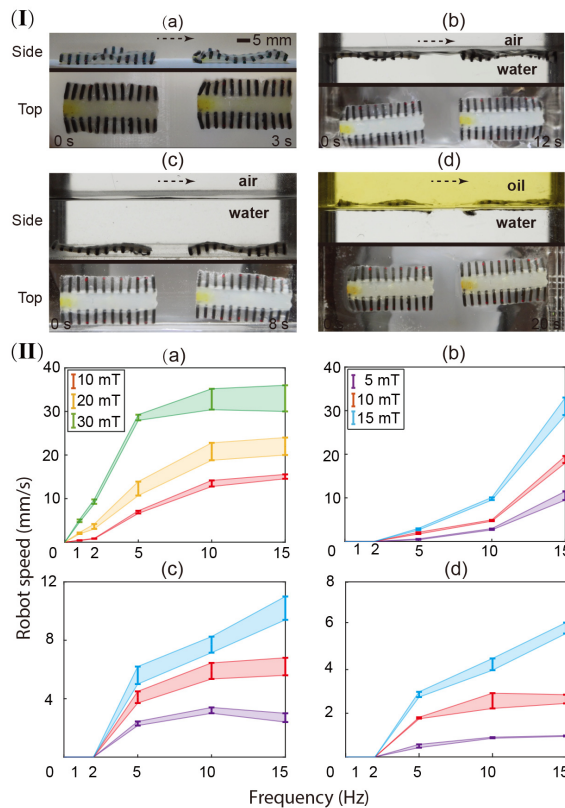 (I)
(a)
Side
5 mm
Top
0 s
3 s
(b)
air
water
0 s
12 s
(c)
Side
air
water
Top
0 s
8 s
(d)
oil
water
20 s
(II)
Robot speed (mm/s)
(a)
40
30
20
10
10 mT
20 mT
30 mT
0 1 2 5 10 15
(b)
40
30
20
10
5 mT
10 mT
15 mT
0 1 2 5 10 15
(c)
12
8
4
0 1 2 5 10 15
(d)
8
6
4
2
0 1 2 5 10 15
Frequency (Hz)